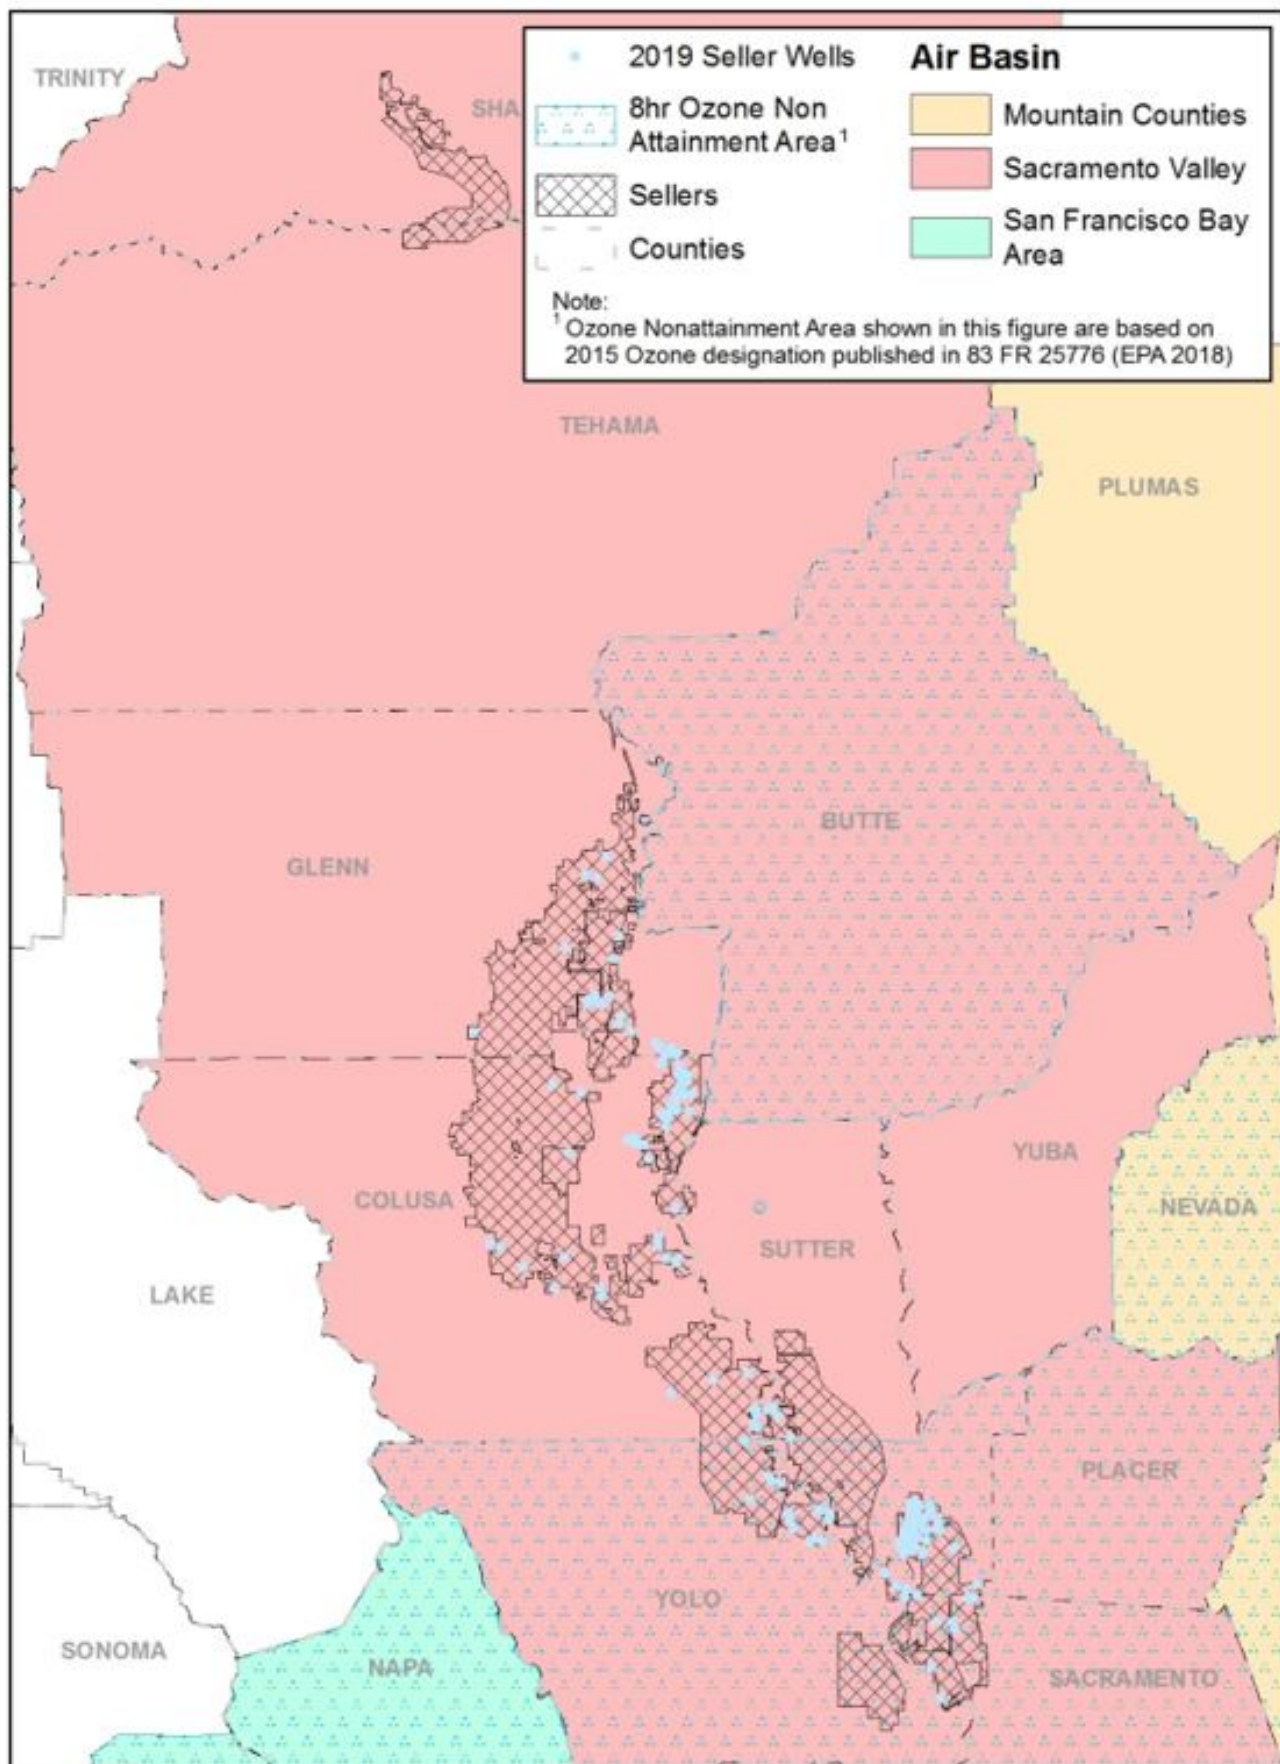 TRINITY
SHA
2019 Seller Wells
8hr Ozone Non
Attainment Area¹
Sellers
Counties
Air Basin
Mountain Counties
Sacramento Valley
San Francisco Bay
Area
Note:
¹ Ozone Nonattainment Area shown in this figure are based on
2015 Ozone designation published in 83 FR 25776 (EPA 2018)
TEHAMA
PLUMAS
BUTTE
GLENN
YUBA
COLUSA
NEVADA
SUTTER
LAKE
PLACER
YOLO
SONOMA
NAPA
SACRAMENTO